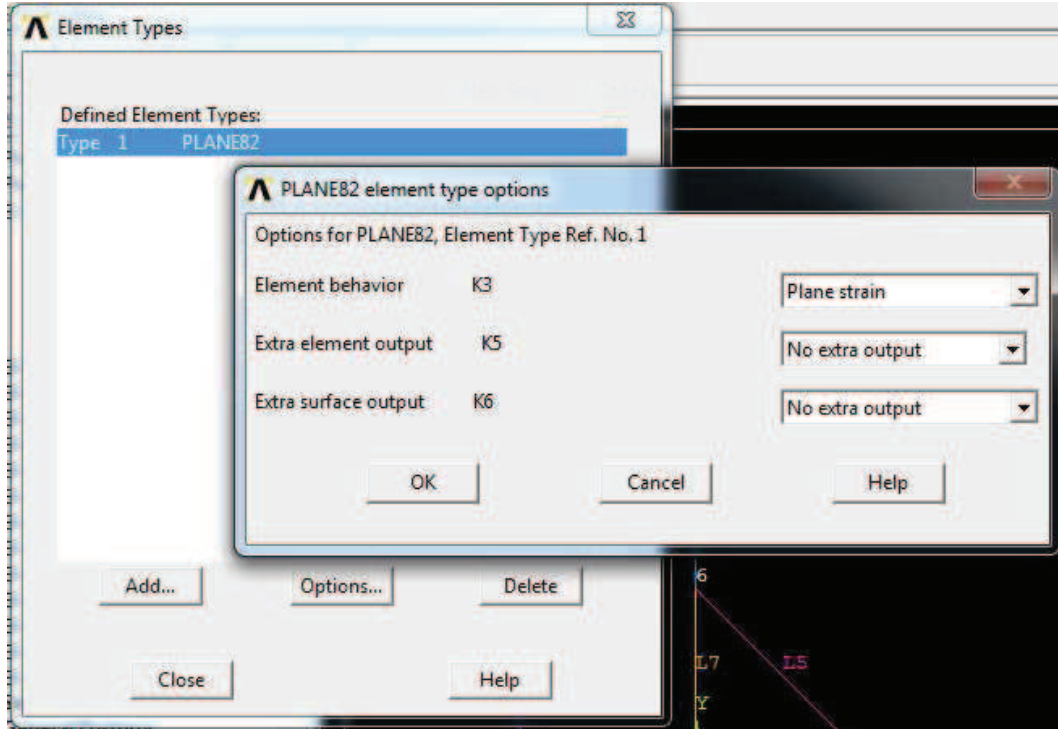 Element Types
Defined Element Types:
Type 1 PLANE82
PLANE82 element type options
Options for PLANE82, Element Type Ref. No. 1
Element behavior K3 Plane strain
Extra element output K5 No extra output
Extra surface output K6 No extra output
OK Cancel Help
Add... Options... Delete
Close Help
6
L7 L5
Y